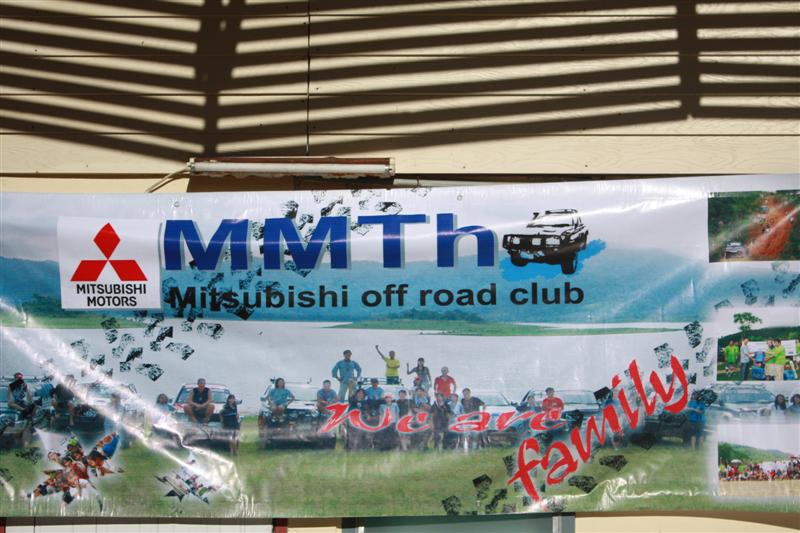 MMTh
MITSUBISHI
MOTORS
Mitsubishi off road club
We are
family